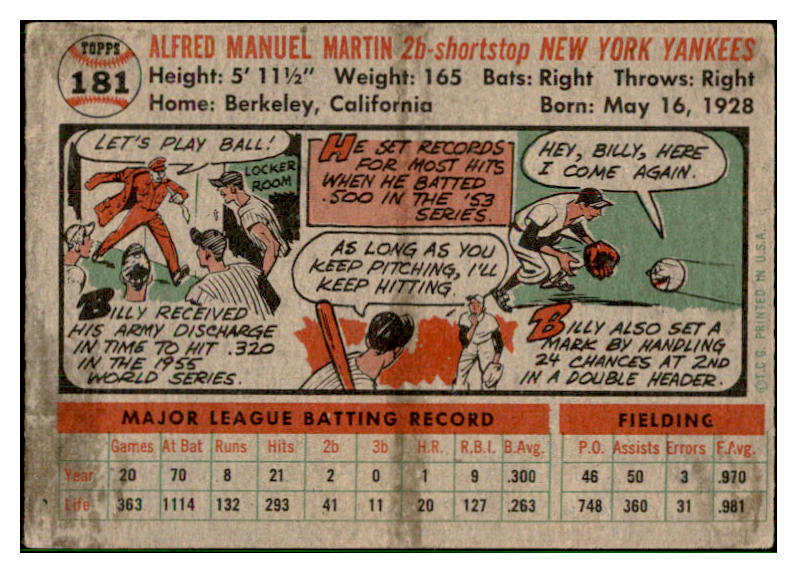 TOPPS
181
ALFRED MANUEL MARTIN 2b-shortstop NEW YORK YANKEES
Height: 5' 11½" Weight: 165 Bats: Right Throws: Right
Home: Berkeley, California Born: May 16, 1928
LET'S PLAY BALL!
LOCKER
ROOM
BILLY RECEIVED
HIS ARMY DISCHARGE
IN TIME TO HIT .320
IN THE 1955
WORLD SERIES.
HE SET RECORDS
FOR MOST HITS
WHEN HE BATTED
.500 IN THE '53
SERIES.
AS LONG AS YOU
KEEP PITCHING, I'LL
KEEP HITTING.
HEY, BILLY, HERE
I COME AGAIN.
BILLY ALSO SET A
MARK BY HANDLING
24 CHANCES AT 2ND
IN A DOUBLE HEADER.
©T.C.G. PRINTED IN U.S.A.
MAJOR LEAGUE BATTING RECORD FIELDING
Games At Bat Runs Hits 2b 3b H.R. R.B.I. B.Avg. P.O. Assists Errors F.Avg.
Year 20 70 8 21 2 0 1 9 .300 46 50 3 .970
Life 363 1114 132 293 41 11 20 127 .263 748 360 31 .981